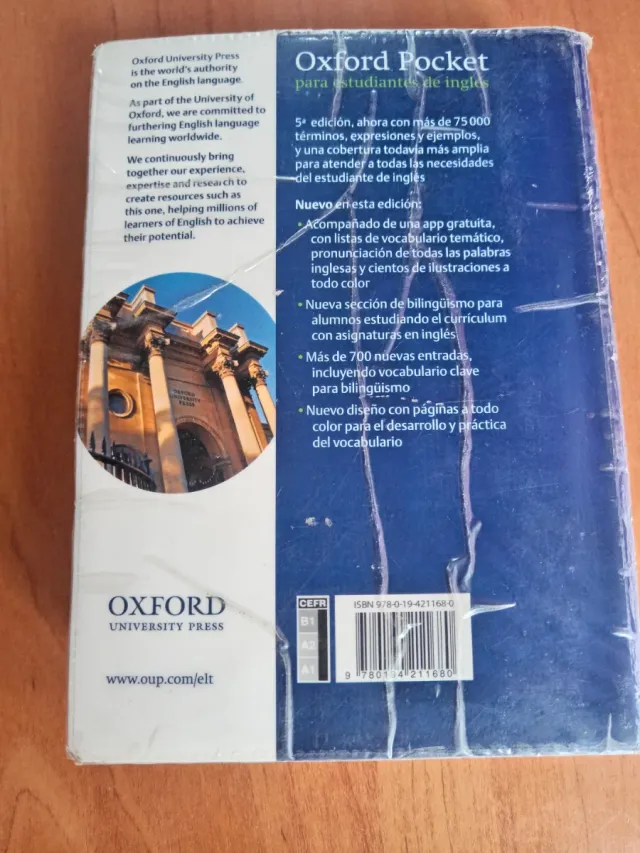 Oxford University Press
is the world's authority
on the English language.
As part of the University of
Oxford, we are committed to
furthering English language
learning worldwide.
We continuously bring
together our experience,
expertise and research to
create resources such as
this one, helping millions of
learners of English to achieve
their potential.
OXFORD
UNIVERSITY
PRESS
OXFORD
UNIVERSITY PRESS
www.oup.com/elt
Oxford Pocket
para estudiantes de inglés
5ª edición, ahora con más de 75 000
términos, expresiones y ejemplos,
y una cobertura todavía más amplia
para atender a todas las necesidades
del estudiante de inglés
Nuevo en esta edición:
• Acompañado de una app gratuita,
con listas de vocabulario temático,
pronunciación de todas las palabras
inglesas y cientos de ilustraciones a
todo color
• Nueva sección de bilingüismo para
alumnos estudiando el currículum
con asignaturas en inglés
• Más de 700 nuevas entradas,
incluyendo vocabulario clave
para bilingüismo
• Nuevo diseño con páginas a todo
color para el desarrollo y práctica
del vocabulario
CEFR
B1
A2
A1
ISBN 978-0-19-421168-0
9 780194 211680